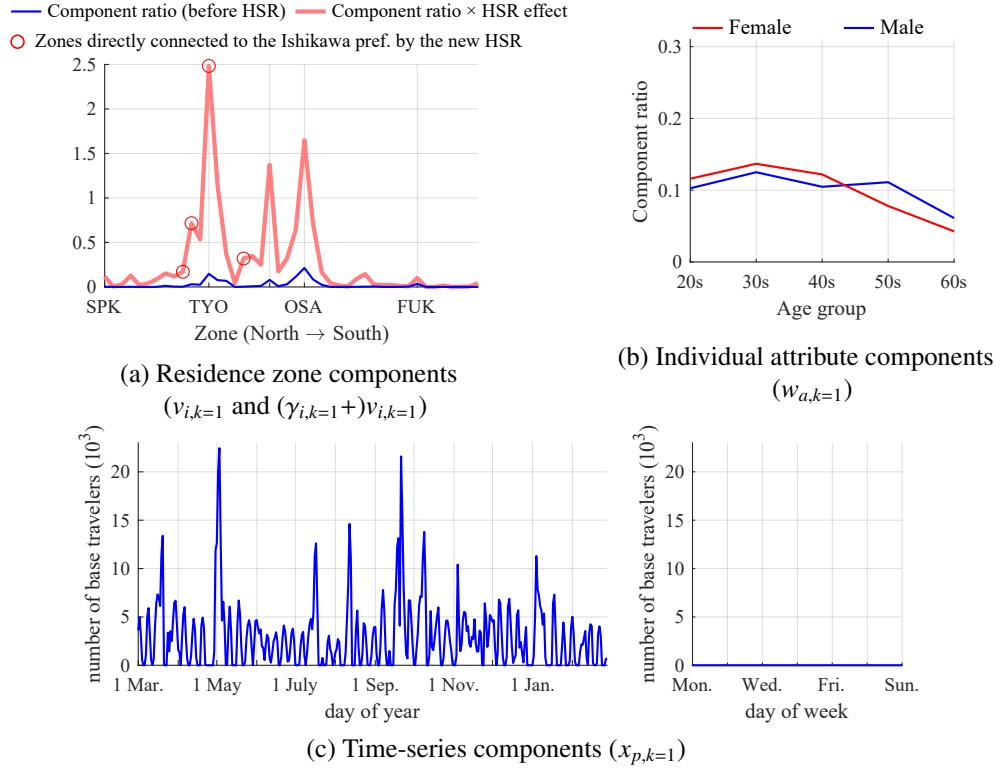 Component ratio (before HSR) Component ratio × HSR effect
Zones directly connected to the Ishikawa pref. by the new HSR
2.5
2
1.5
1
0.5
0
SPK TYO OSA FUK
Zone (North → South)
(a) Residence zone components
(v_{i,k=1} and (γ_{i,k=1}+)v_{i,k=1})
Female Male
0.3
0.2
0.1
0
Component ratio
20s 30s 40s 50s 60s
Age group
(b) Individual attribute components
(w_{a,k=1})
number of base travelers (10^3)
20
15
10
5
0
1 Mar. 1 May 1 July 1 Sep. 1 Nov. 1 Jan.
day of year
number of base travelers (10^3)
20
15
10
5
0
Mon. Wed. Fri. Sun.
day of week
(c) Time-series components (x_{p,k=1})